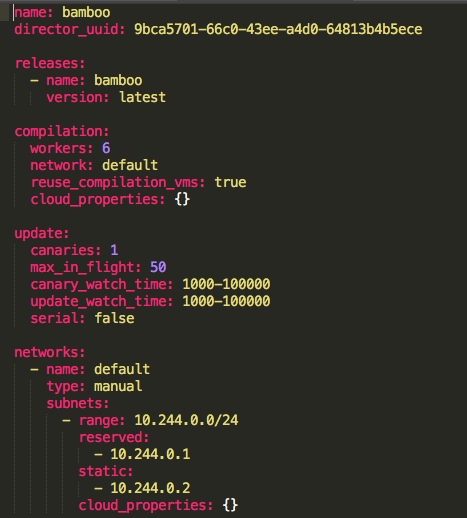 name: bamboo
director_uuid: 9bca5701-66c0-43ee-a4d0-64813b4b5ece

releases:
  - name: bamboo
    version: latest

compilation:
  workers: 6
  network: default
  reuse_compilation_vms: true
  cloud_properties: {}

update:
  canaries: 1
  max_in_flight: 50
  canary_watch_time: 1000-100000
  update_watch_time: 1000-100000
  serial: false

networks:
  - name: default
    type: manual
    subnets:
      - range: 10.244.0.0/24
        reserved:
          - 10.244.0.1
        static:
          - 10.244.0.2
        cloud_properties: {}